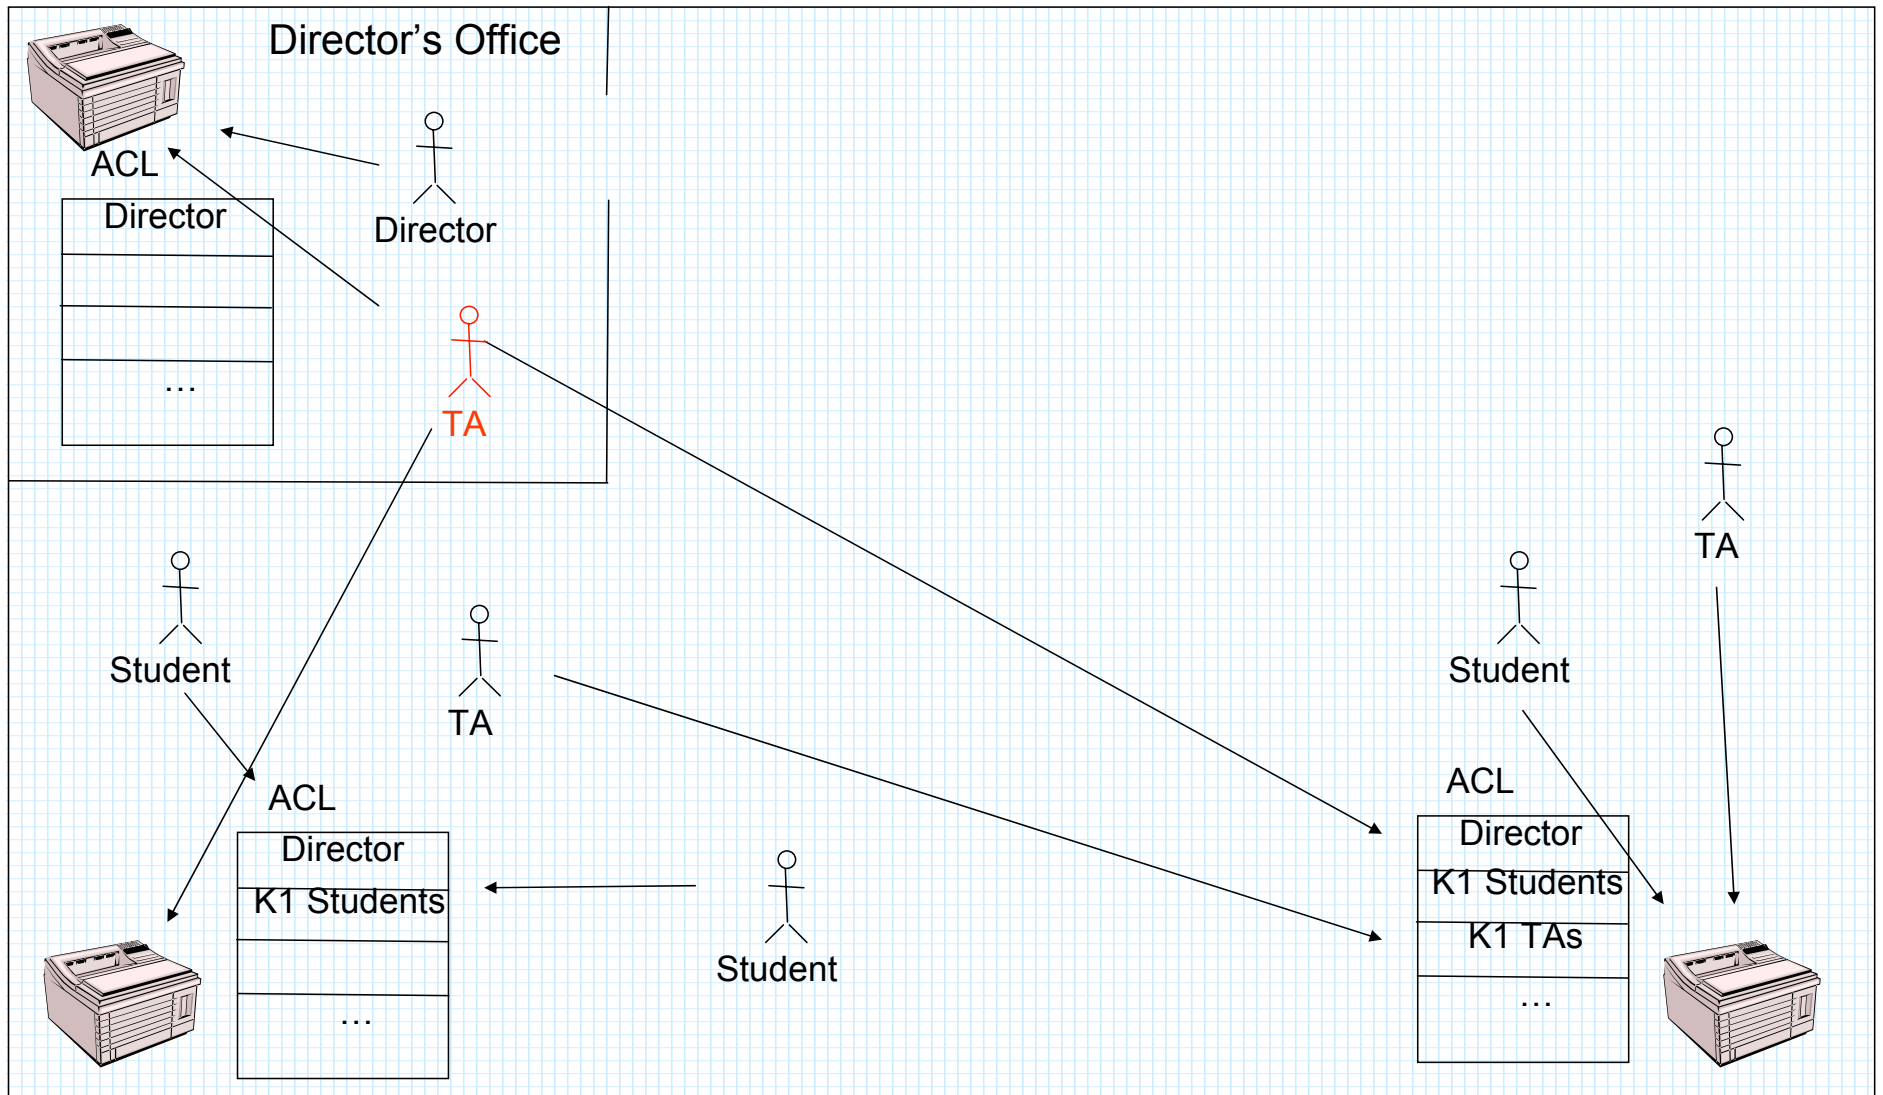 Director's Office
ACL
Director
Director
…
TA
TA
Student
Student
TA
ACL
ACL
Director
Director
K1 Students
K1 Students
K1 TAs
Student
…
…